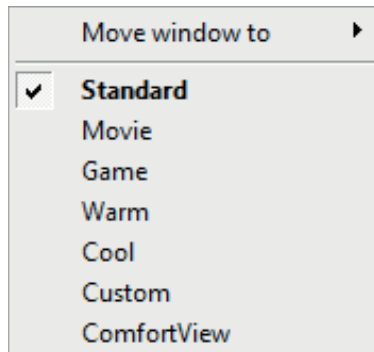 Move window to
Standard
Movie
Game
Warm
Cool
Custom
ComfortView